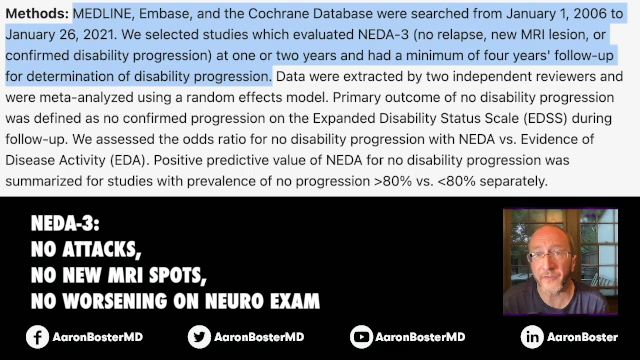 Methods: MEDLINE, Embase, and the Cochrane Database were searched from January 1, 2006 to
January 26, 2021. We selected studies which evaluated NEDA-3 (no relapse, new MRI lesion, or
confirmed disability progression) at one or two years and had a minimum of four years' follow-up
for determination of disability progression. Data were extracted by two independent reviewers and
were meta-analyzed using a random effects model. Primary outcome of no disability progression
was defined as no confirmed progression on the Expanded Disability Status Scale (EDSS) during
follow-up. We assessed the odds ratio for no disability progression with NEDA vs. Evidence of
Disease Activity (EDA). Positive predictive value of NEDA for no disability progression was
summarized for studies with prevalence of no progression >80% vs. <80% separately.
NEDA-3:
NO ATTACKS,
NO NEW MRI SPOTS,
NO WORSENING ON NEURO EXAM
AaronBosterMD
AaronBosterMD
AaronBosterMD
AaronBoster